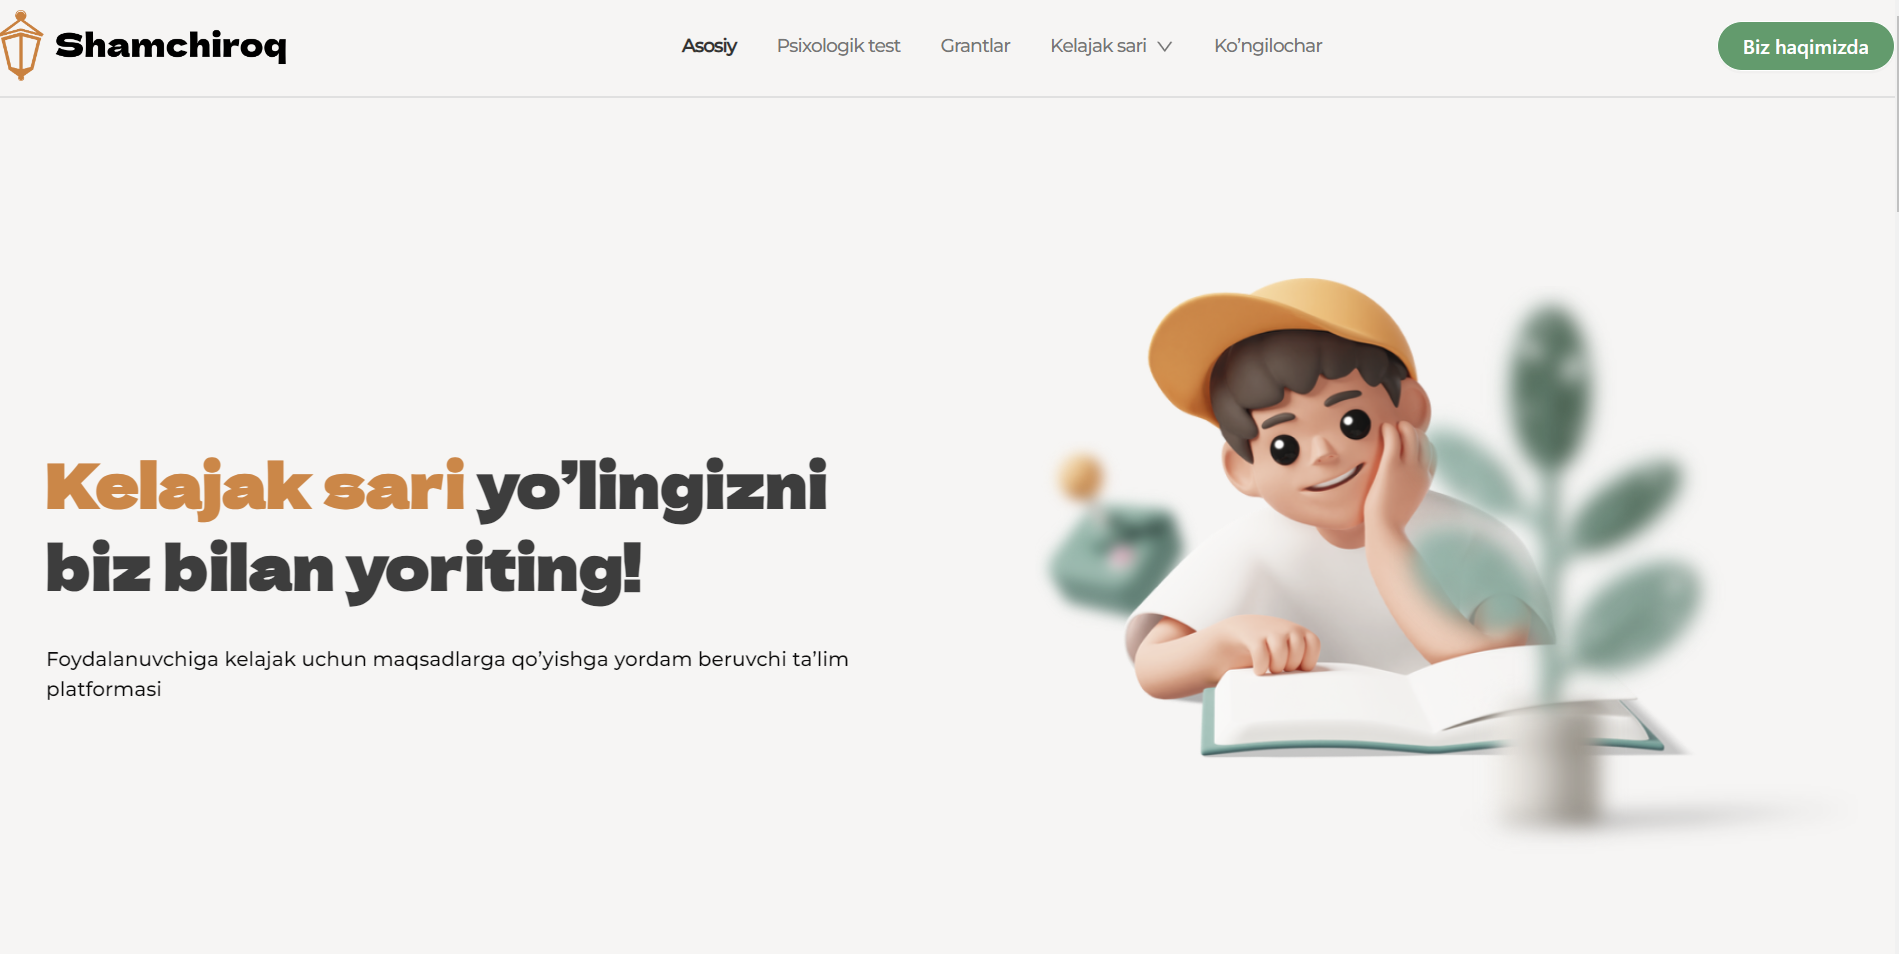 Shamchiroq
Asosiy
Psixologik test
Grantlar
Kelajak sari
Ko’ngilochar
Biz haqimizda
Kelajak sari yo’lingizni
biz bilan yoriting!
Foydalanuvchiga kelajak uchun maqsadlarga qo’yishga yordam beruvchi ta’lim
platformasi